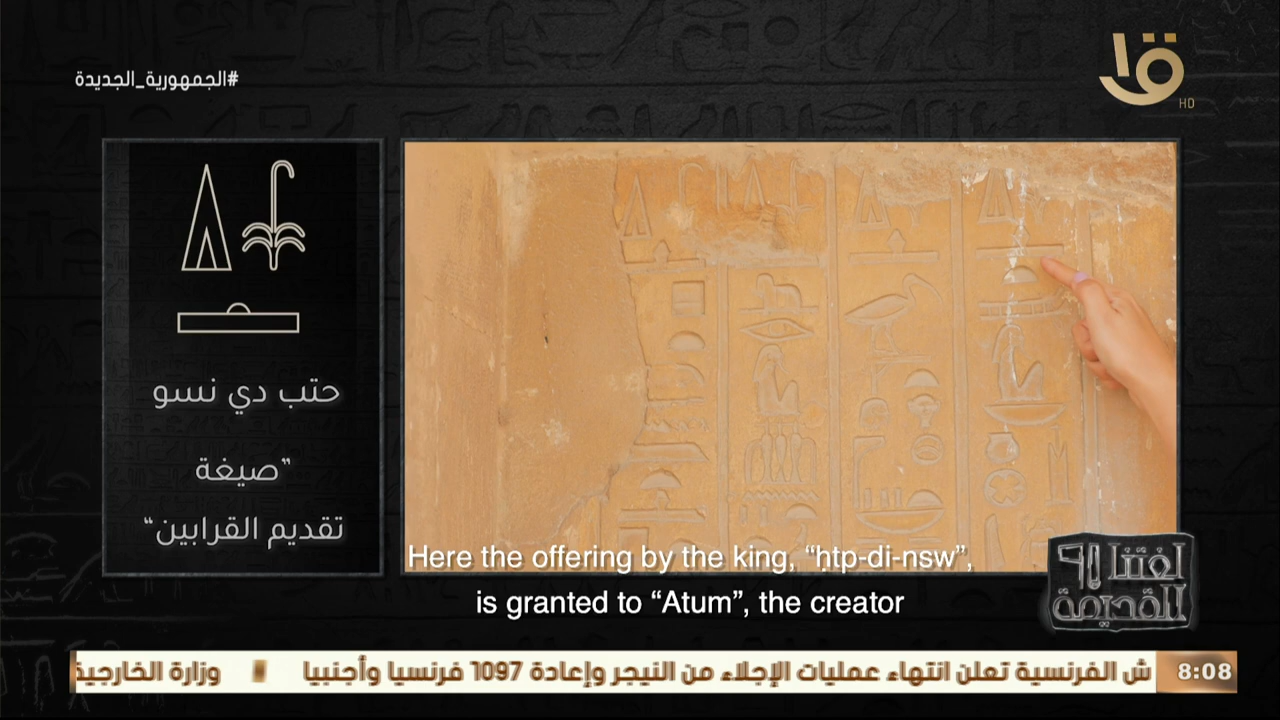 #الجمهورية_الجديدة
HD
حتب دي نسو
"صيغة
تقديم القرابين"
Here the offering by the king, “ḥtp-di-nsw”,
is granted to “Atum”, the creator
لغتنا
القديمة
8:08
ش الفرنسية تعلن انتهاء عمليات الإجلاء من النيجر وإعادة 1097 فرنسيا وأجنبيا
وزارة الخارجية